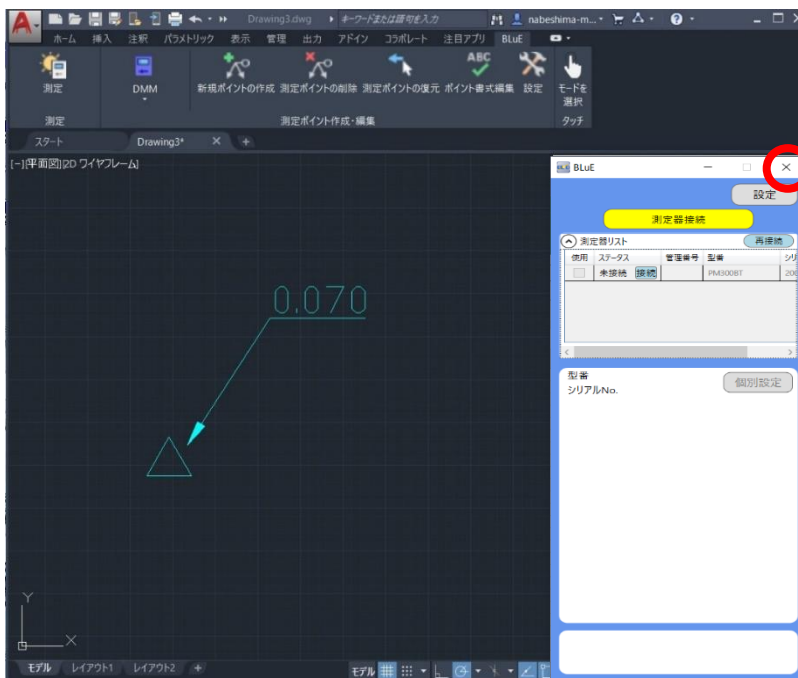 A Drawing3.dwg キーワードまたは語句を入力 nabeshima-m... ?
ホーム 挿入 注釈 パラメトリック 表示 管理 出力 アドイン コラボレート 注目アプリ BLuE
ABC
測定 DMM 新規ポイントの作成 測定ポイントの削除 測定ポイントの復元 ポイント書式編集 設定 モードを
選択
測定 測定ポイント作成・編集 タッチ
スタート Drawing3* × +
[-][平面図][2D ワイヤフレーム]
BLuE
設定
測定器接続
測定器リスト 再接続
使用 ステータス 管理番号 型番 シリ
未接続 接続 PM300BT 206
0.070
型番
シリアルNo. 個別設定
Y
X
モデル レイアウト1 レイアウト2 + モデル